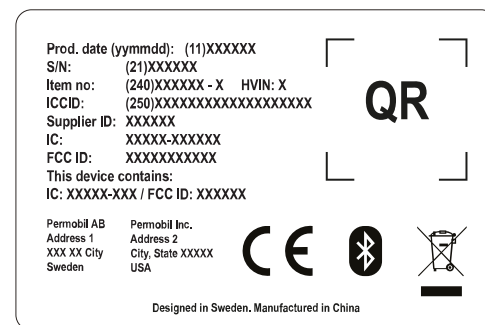 Prod. date (yymmdd): (11)XXXXXX
S/N: (21)XXXXXX
Item no: (240)XXXXXX - X HVIN: X
ICCID: (250)XXXXXXXXXXXXXXXXXXX
Supplier ID: XXXXXX
IC: XXXXX-XXXXXX
FCC ID: XXXXXXXXXXX
This device contains:
IC: XXXXX-XXX / FCC ID: XXXXXX
QR
Permobil AB
Address 1
XXX XX City
Sweden
Permobil Inc.
Address 2
City, State XXXXX
USA
CE
Designed in Sweden. Manufactured in China